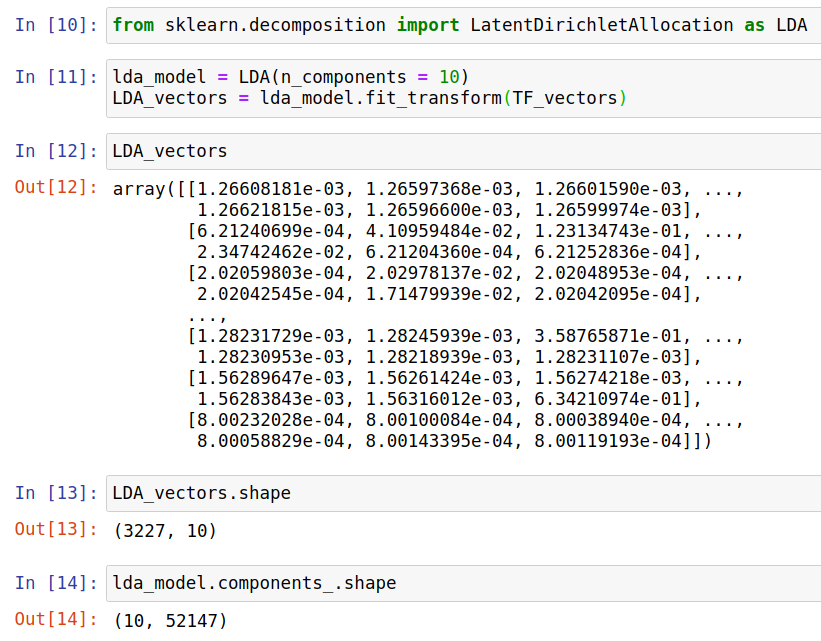 In [10]: from sklearn.decomposition import LatentDirichletAllocation as LDA
In [11]: lda_model = LDA(n_components = 10)
LDA_vectors = lda_model.fit_transform(TF_vectors)
In [12]: LDA_vectors
Out[12]: array([[1.26608181e-03, 1.26597368e-03, 1.26601590e-03, ...,
1.26621815e-03, 1.26596600e-03, 1.26599974e-03],
[6.21240699e-04, 4.10959484e-02, 1.23134743e-01, ...,
2.34742462e-02, 6.21204360e-04, 6.21252836e-04],
[2.02059803e-04, 2.02978137e-02, 2.02048953e-04, ...,
2.02042545e-04, 1.71479939e-02, 2.02042095e-04],
...,
[1.28231729e-03, 1.28245939e-03, 3.58765871e-01, ...,
1.28230953e-03, 1.28218939e-03, 1.28231107e-03],
[1.56289647e-03, 1.56261424e-03, 1.56274218e-03, ...,
1.56283843e-03, 1.56316012e-03, 6.34210974e-01],
[8.00232028e-04, 8.00100084e-04, 8.00038940e-04, ...,
8.00058829e-04, 8.00143395e-04, 8.00119193e-04]])
In [13]: LDA_vectors.shape
Out[13]: (3227, 10)
In [14]: lda_model.components_.shape
Out[14]: (10, 52147)